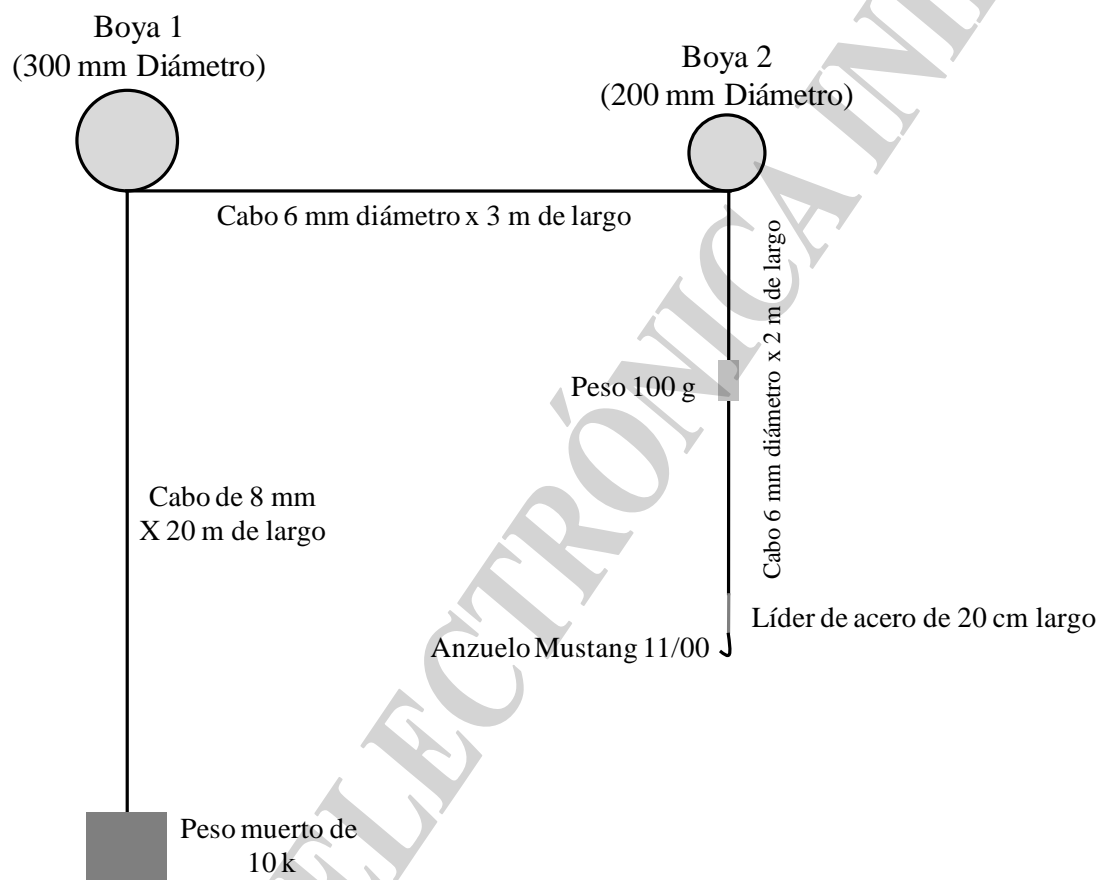 Boya 1
(300 mm Diámetro)
Boya 2
(200 mm Diámetro)
Cabo 6 mm diámetro x 3 m de largo
Cabo 6 mm diámetro x 2 m de largo
Peso 100 g
Cabo de 8 mm
X 20 m de largo
Líder de acero de 20 cm largo
Anzuelo Mustang 11/00
Peso muerto de
10 k
ELECTRÓNICA